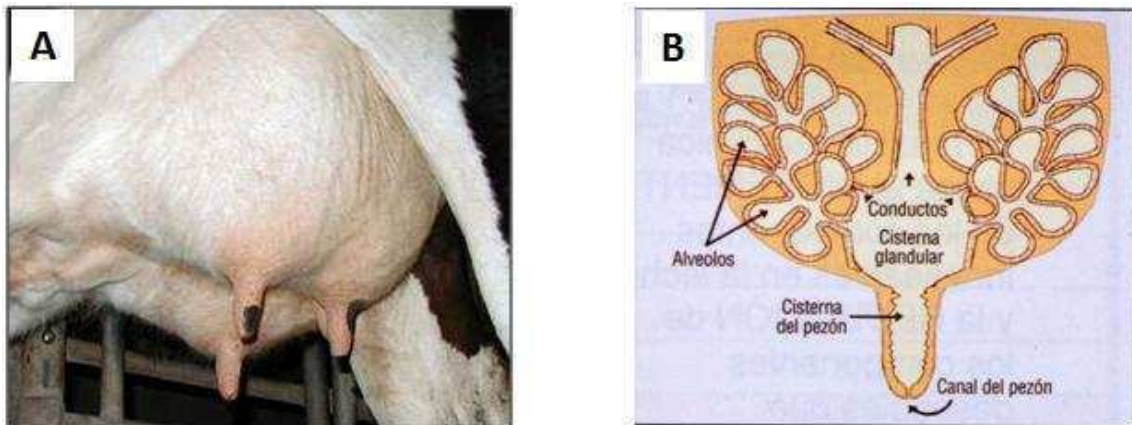 A
B
Conductos
Cisterna
glandular
Alveolos
Cisterna
del pezón
Canal del pezón